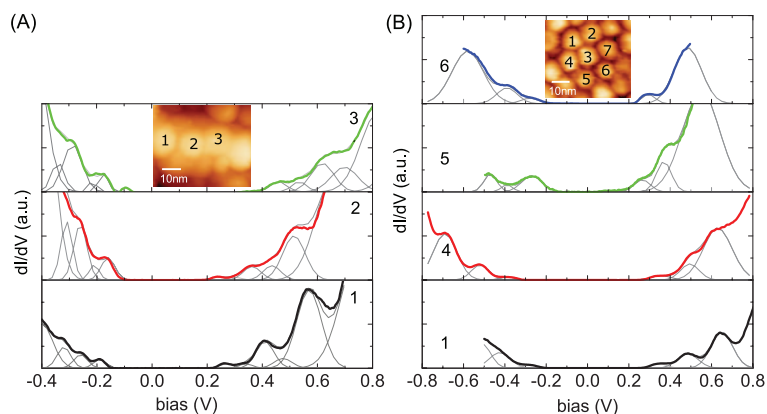 (A)
dI/dV (a.u.)
1 2 3
10nm
3
2
1
-0.4 -0.2 0.0 0.2 0.4 0.6 0.8
bias (V)
(B)
dI/dV (a.u.)
6
1 2
7
4 3
6
5
10nm
5
4
1
-0.8 -0.6 -0.4 -0.2 0.0 0.2 0.4 0.6 0.8
bias (V)